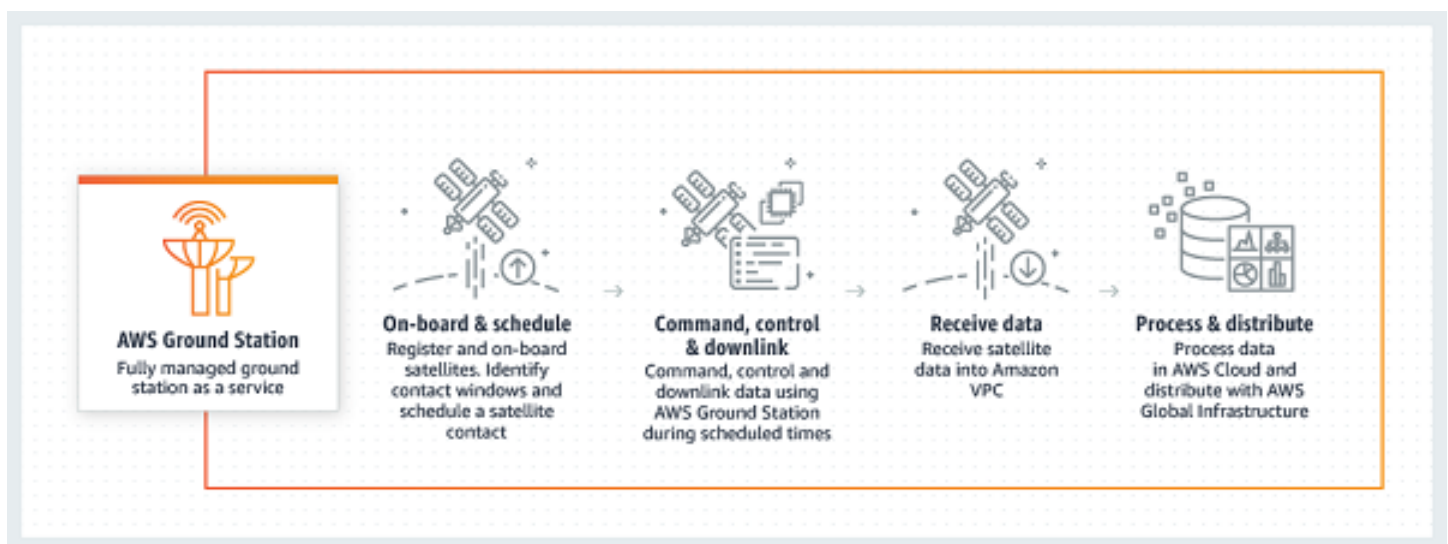 AWS Ground Station
Fully managed ground
station as a service
On-board & schedule
Register and on-board
satellites. Identify
contact windows and
schedule a satellite
contact
Command, control
& downlink
Command, control and
downlink data using
AWS Ground Station
during scheduled times
Receive data
Receive satellite
data into Amazon
VPC
Process & distribute
Process data
in AWS Cloud and
distribute with AWS
Global Infrastructure